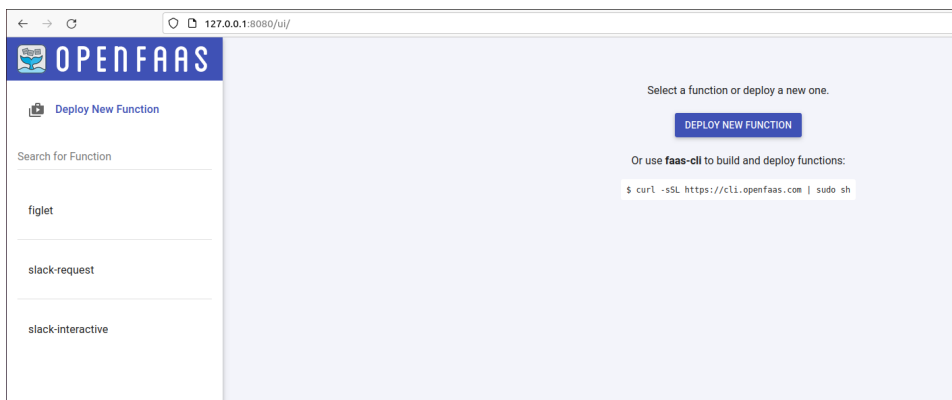 127.0.0.1:8080/ui/
OPENFAAS
Deploy New Function
Search for Function
figlet
slack-request
slack-interactive
Select a function or deploy a new one.
DEPLOY NEW FUNCTION
Or use faas-cli to build and deploy functions:
$ curl -sSL https://cli.openfaas.com | sudo sh